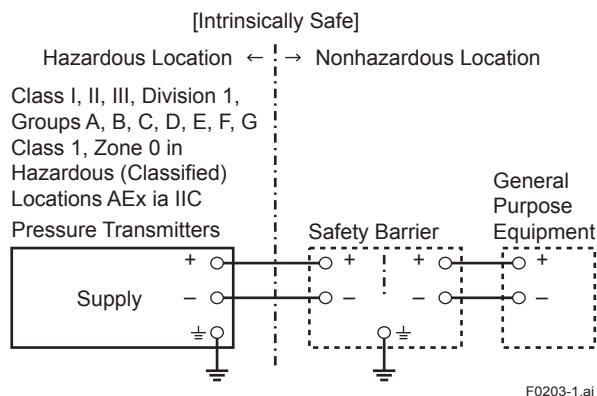 [Intrinsically Safe]
Hazardous Location ← → Nonhazardous Location
Class I, II, III, Division 1,
Groups A, B, C, D, E, F, G
Class 1, Zone 0 in
Hazardous (Classified)
Locations AEx ia IIC
General
Purpose
Equipment
Pressure Transmitters
Safety Barrier
+ + + +
Supply
– – – –
F0203-1.ai